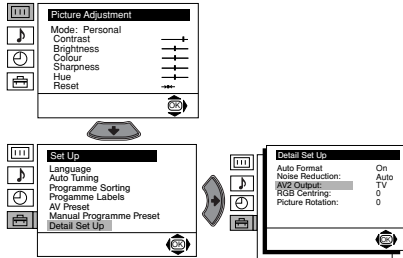 Picture Adjustment
Mode: Personal
Contrast
Brightness
Colour
Sharpness
Hue
Reset
OK
Set Up
Language
Auto Tuning
Programme Sorting
Progamme Labels
AV Preset
Manual Programme Preset
Detail Set Up
OK
Detail Set Up
Auto Format On
Noise Reduction: Auto
AV2 Output: TV
RGB Centring: 0
Picture Rotation: 0
OK